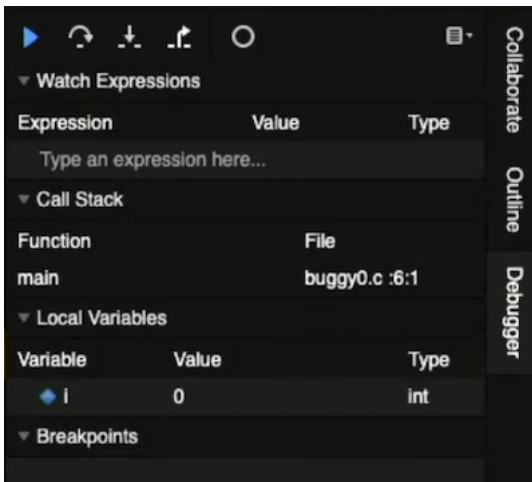 Watch Expressions
Expression Value Type
Type an expression here...
Call Stack
Function File
main buggy0.c :6:1
Local Variables
Variable Value Type
i 0 int
Breakpoints
Collaborate
Outline
Debugger